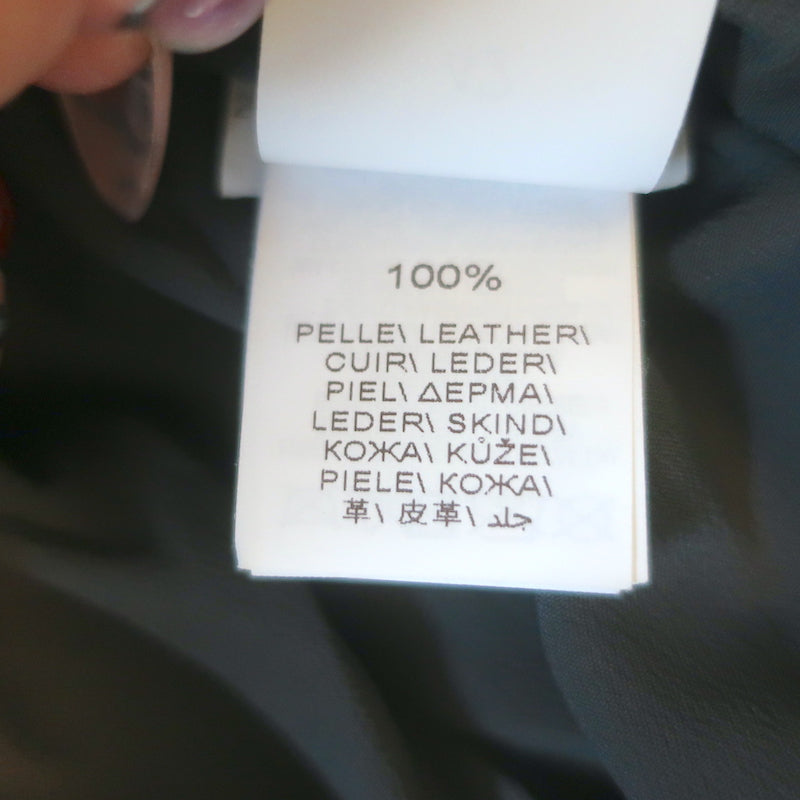 100%
PELLE\ LEATHER\
CUIR\ LEDER\
PIEL\ ΔΕΡΜΑ\
LEDER\ SKIND\
КОЖА\ KŮŽE\
PIELE\ КОЖА\
革\ 皮革\ جلد